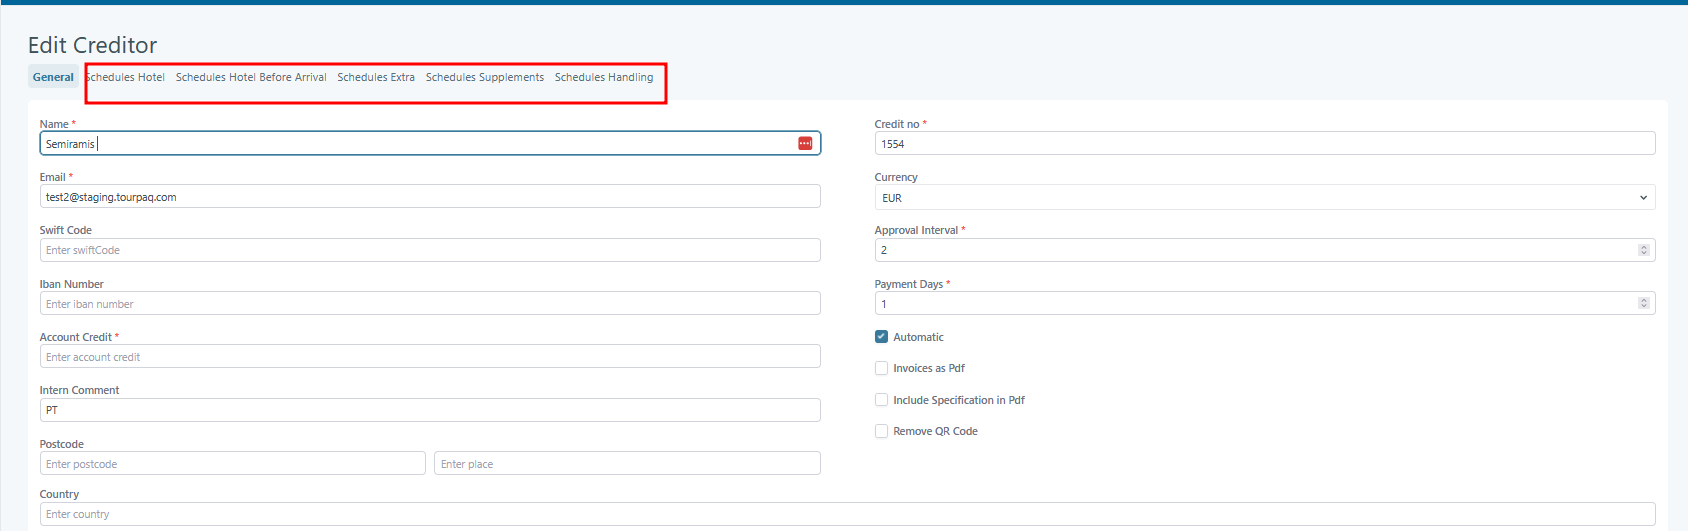 Edit Creditor
General Schedules Hotel Schedules Hotel Before Arrival Schedules Extra Schedules Supplements Schedules Handling
Name *
Semiramis
Email *
test2@staging.tourpaq.com
Swift Code
Enter swiftCode
Iban Number
Enter iban number
Account Credit *
Enter account credit
Intern Comment
PT
Postcode
Enter postcode Enter place
Credit no *
1554
Currency
EUR
Approval Interval *
2
Payment Days *
1
Automatic
Invoices as Pdf
Include Specification in Pdf
Remove QR Code
Country
Enter country